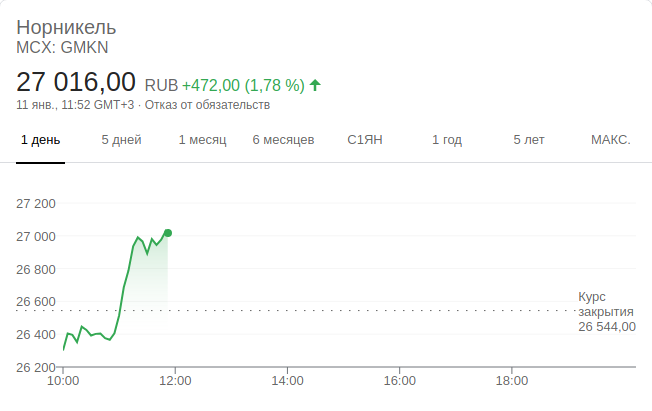 Норникель
MCX: GMKN
27 016,00 RUB +472,00 (1,78 %)
11 янв., 11:52 GMT+3 · Отказ от обязательств
1 день 5 дней 1 месяц 6 месяцев С1ЯН 1 год 5 лет МАКС.
27 200
27 000
26 800
26 600
Курс
закрытия
26 544,00
26 400
26 200
10:00 12:00 14:00 16:00 18:00